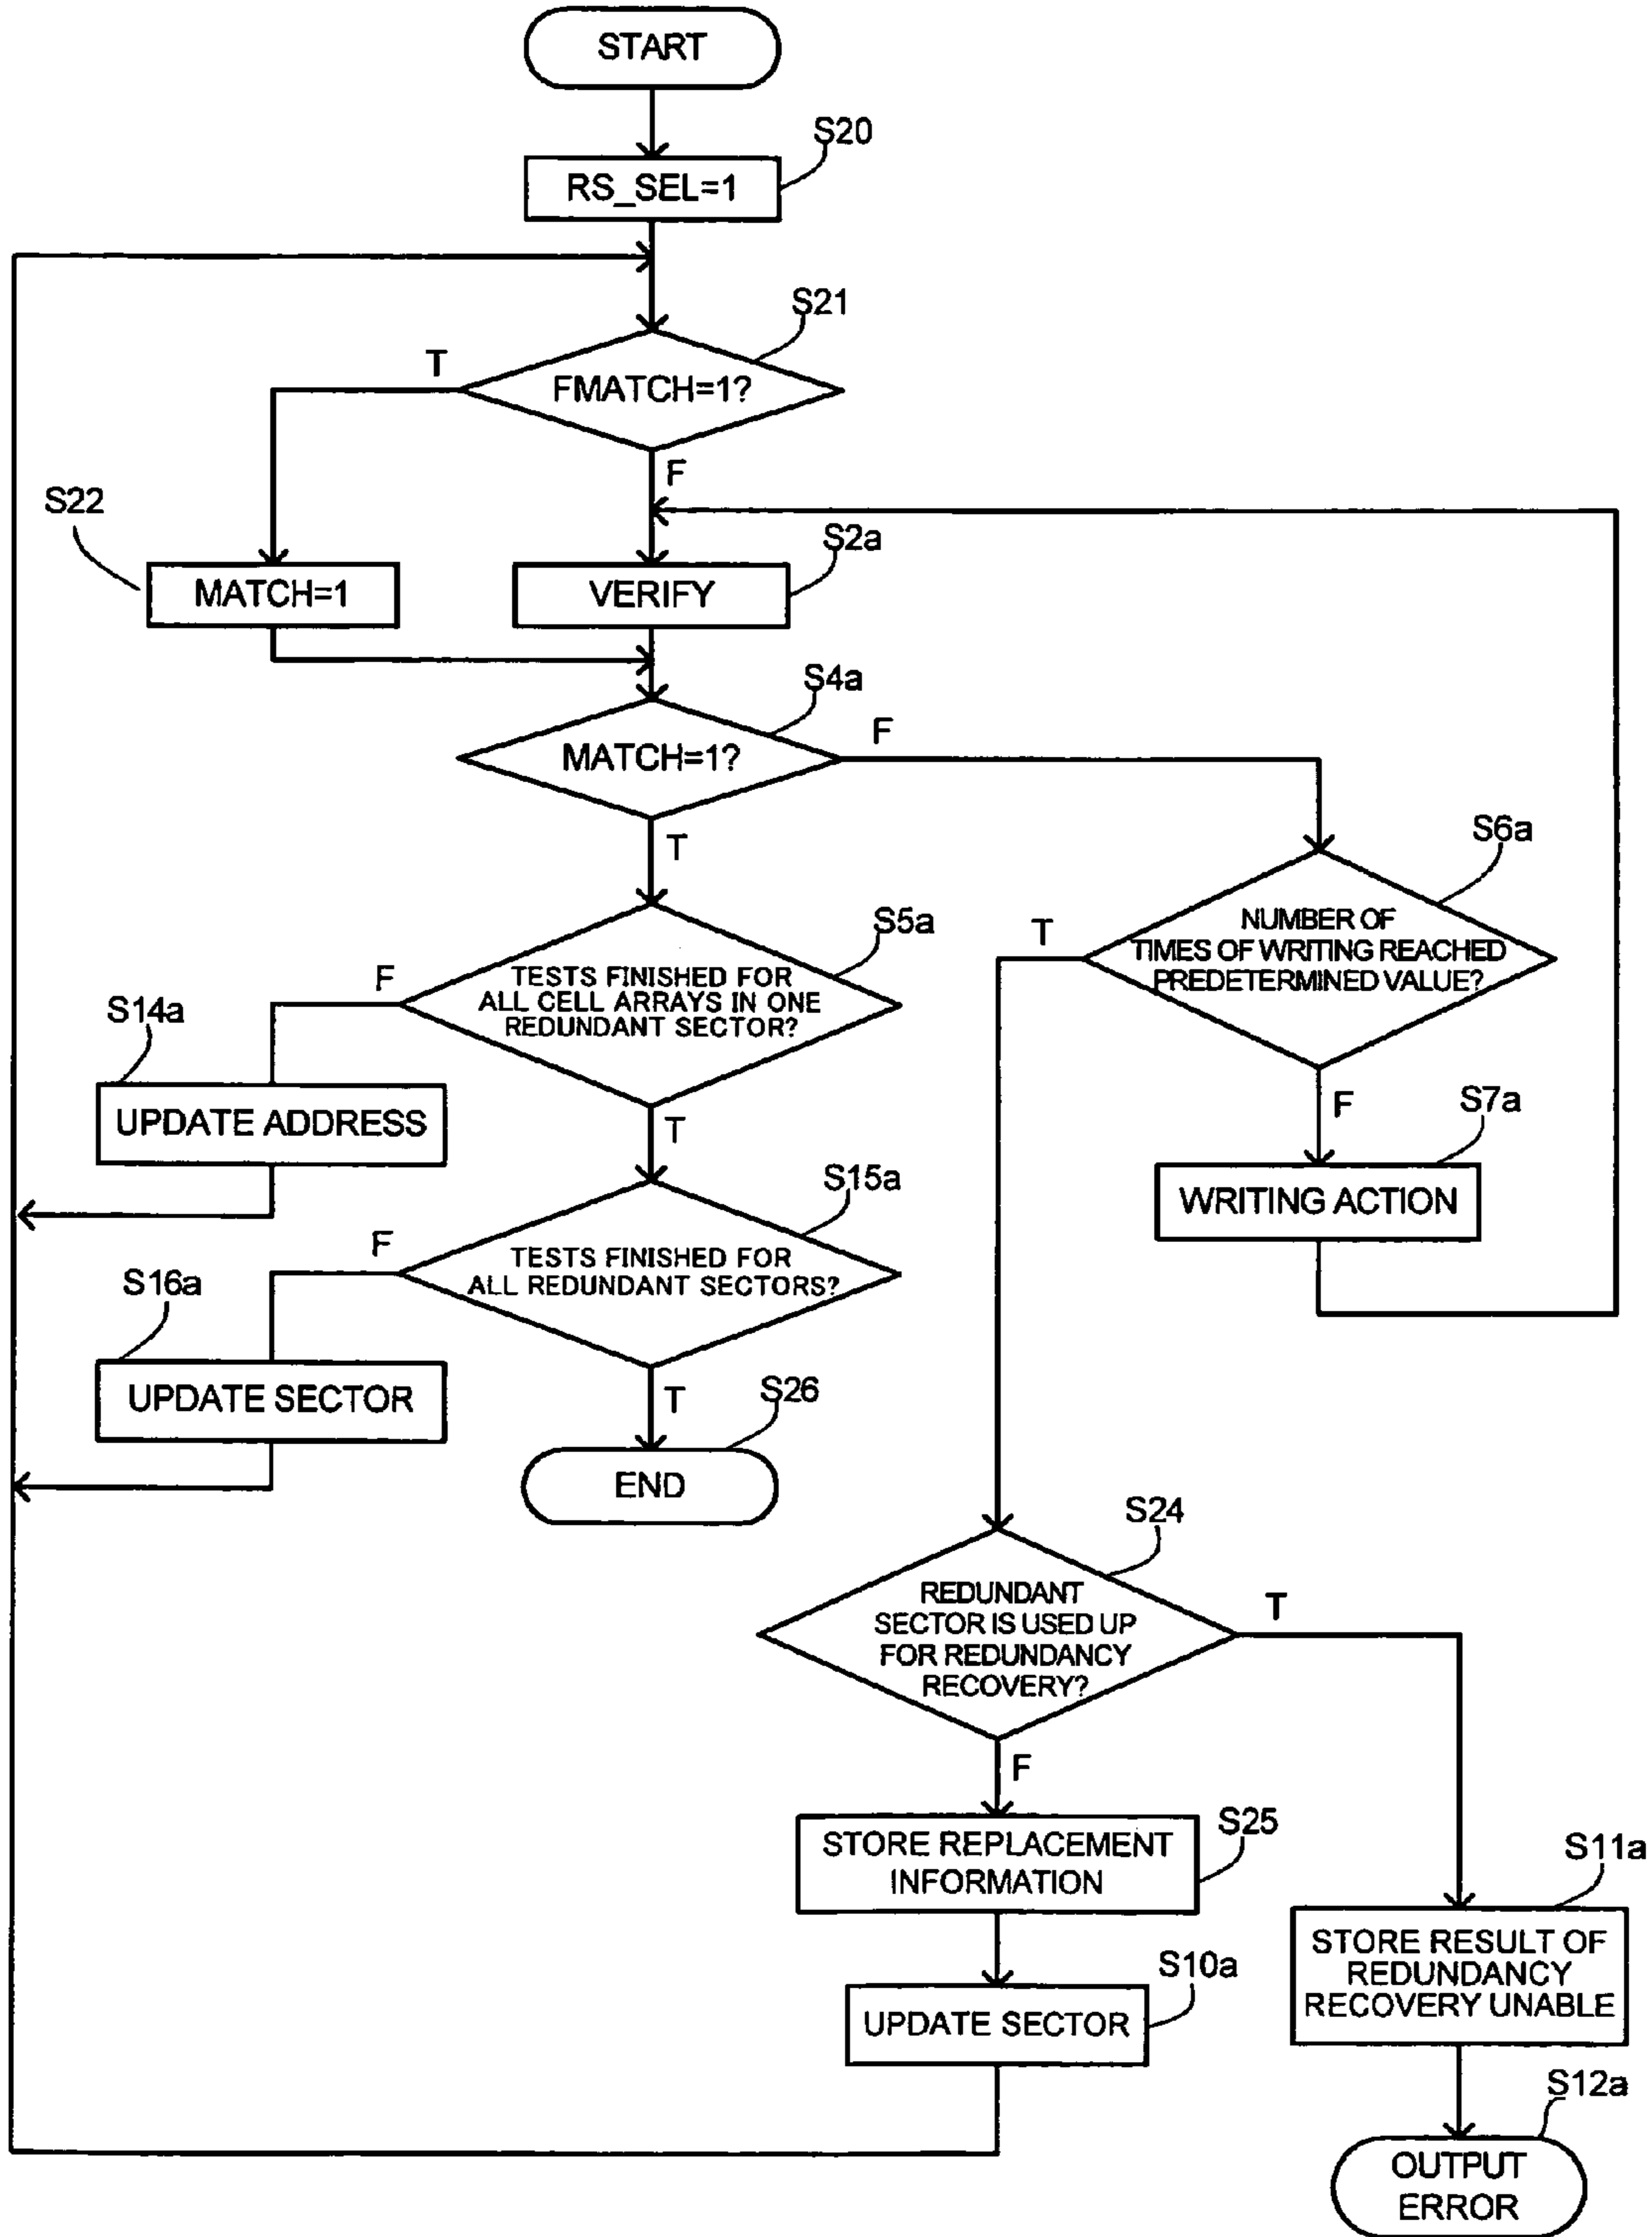 START
S20
RS_SEL=1
S21
T
FMATCH=1?
F
S22
S2a
MATCH=1
VERIFY
S4a
F
MATCH=1?
T
S6a
S5a
T
NUMBER OF
TIMES OF WRITING REACHED
PREDETERMINED VALUE?
F
TESTS FINISHED FOR
ALL CELL ARRAYS IN ONE
REDUNDANT SECTOR?
S14a
F
S7a
UPDATE ADDRESS
T
WRITING ACTION
S15a
F
TESTS FINISHED FOR
ALL REDUNDANT SECTORS?
S16a
UPDATE SECTOR
T
S26
END
S24
REDUNDANT
SECTOR IS USED UP
FOR REDUNDANCY
RECOVERY?
T
F
S25
STORE REPLACEMENT
INFORMATION
S11a
STORE RESULT OF
REDUNDANCY
RECOVERY UNABLE
S10a
UPDATE SECTOR
S12a
OUTPUT
ERROR